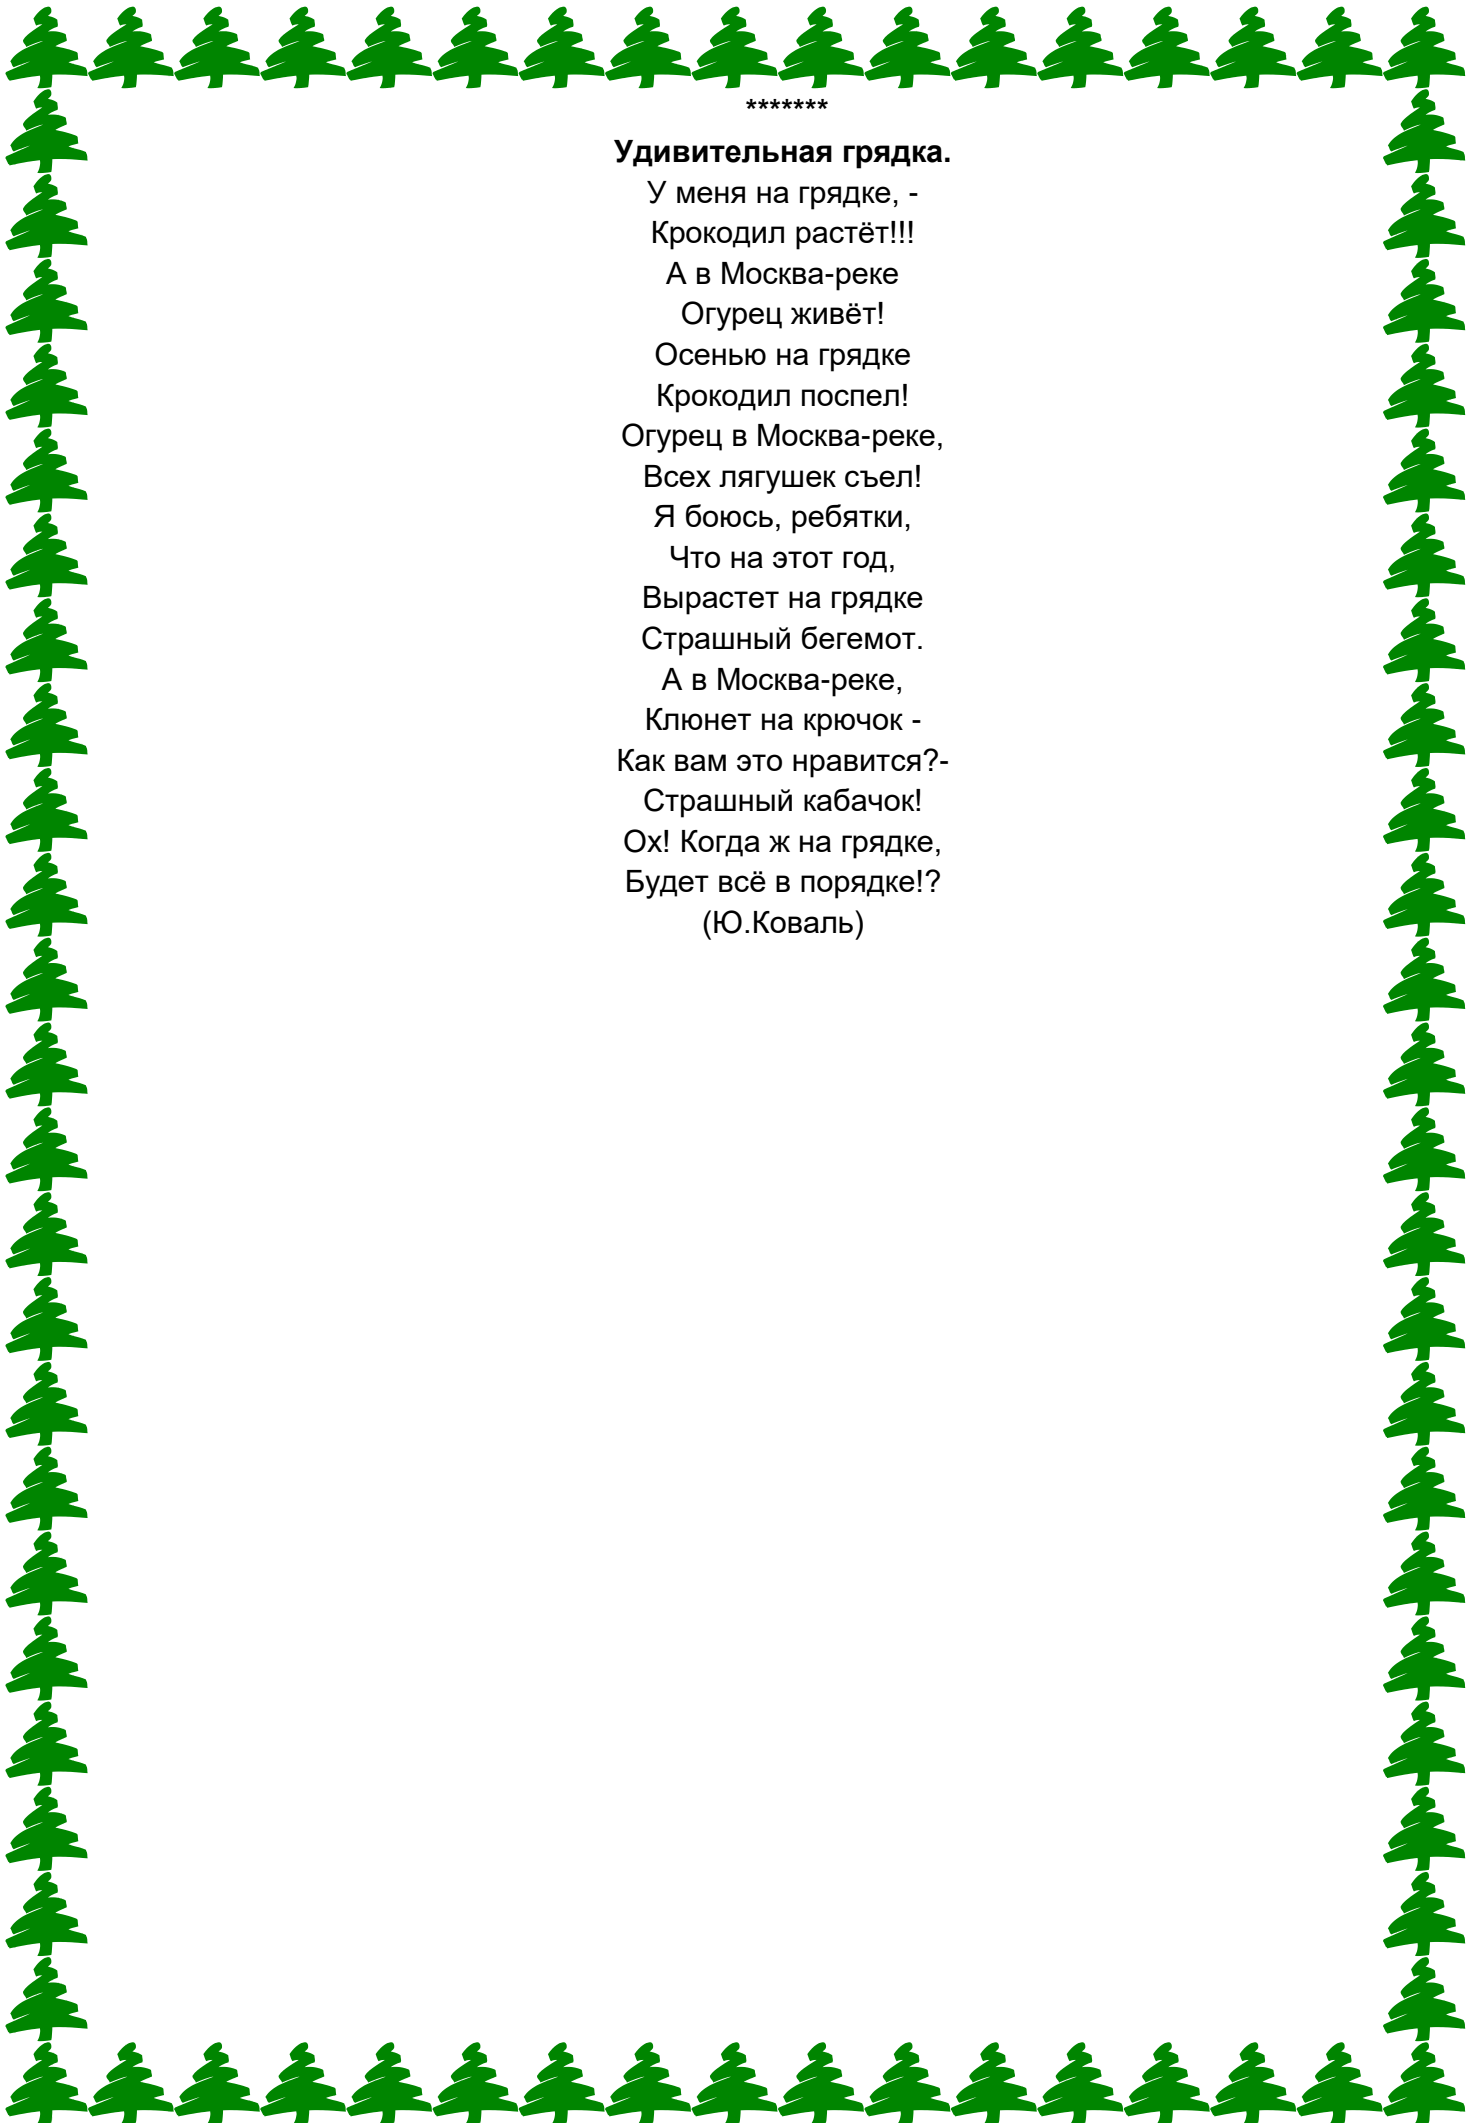 *******
Удивительная грядка.
У меня на грядке, -
Крокодил растёт!!!
А в Москва-реке
Огурец живёт!
Осенью на грядке
Крокодил поспел!
Огурец в Москва-реке,
Всех лягушек съел!
Я боюсь, ребятки,
Что на этот год,
Вырастет на грядке
Страшный бегемот.
А в Москва-реке,
Клюнет на крючок -
Как вам это нравится?-
Страшный кабачок!
Ох! Когда ж на грядке,
Будет всё в порядке!?
(Ю.Коваль)